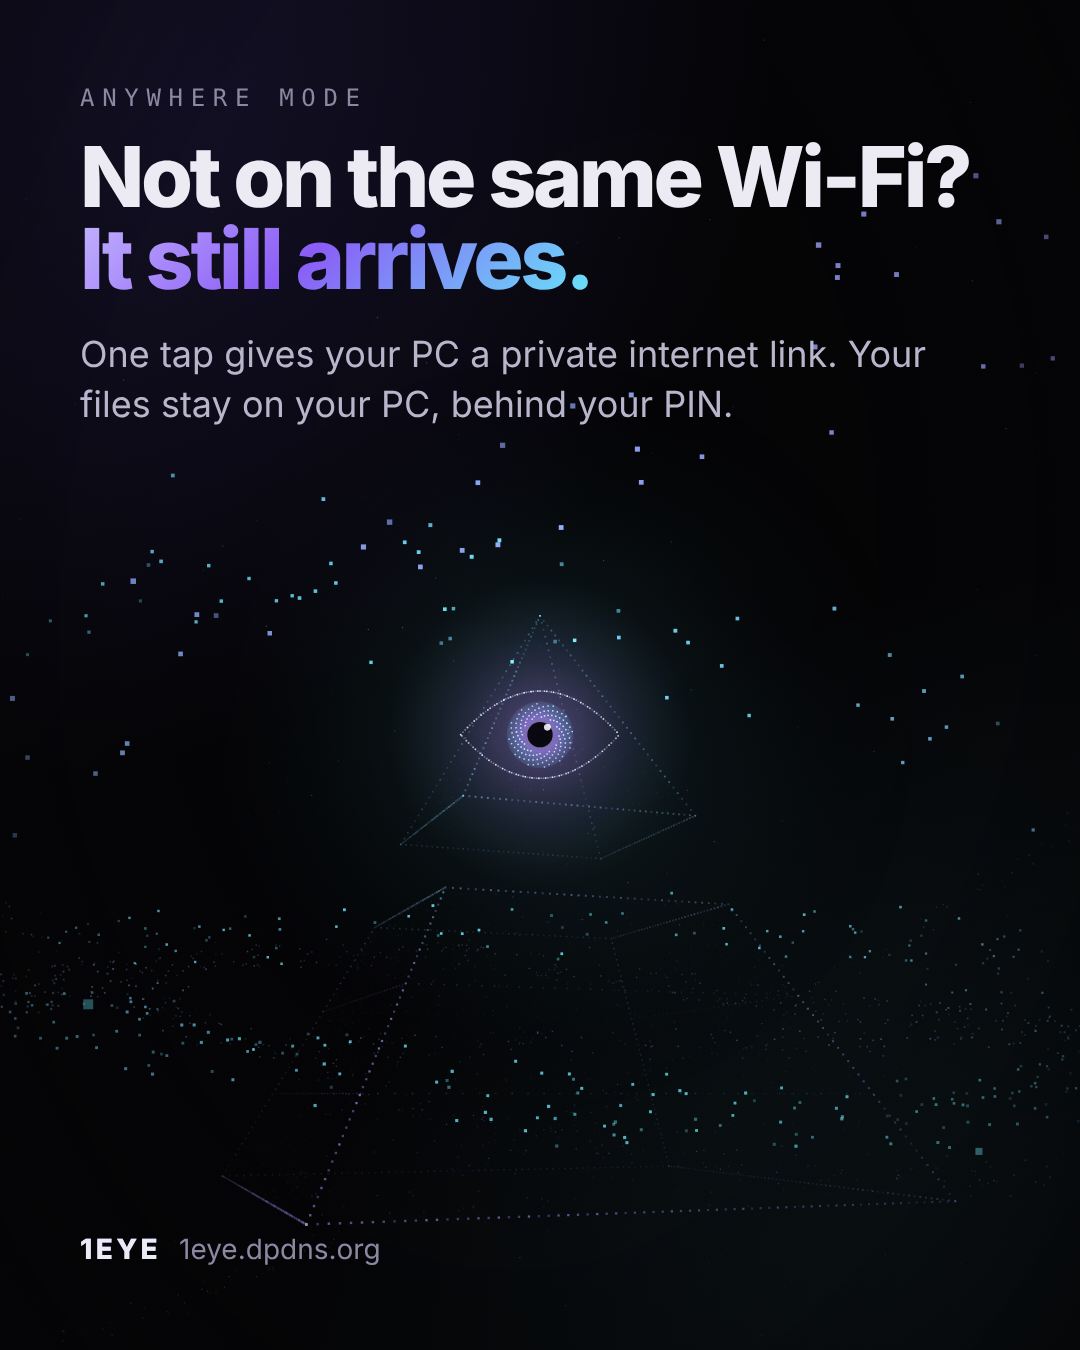 ANYWHERE MODE
Not on the same Wi-Fi?
It still arrives.
One tap gives your PC a private internet link. Your
files stay on your PC, behind your PIN.
1EYE 1eye.dpdns.org